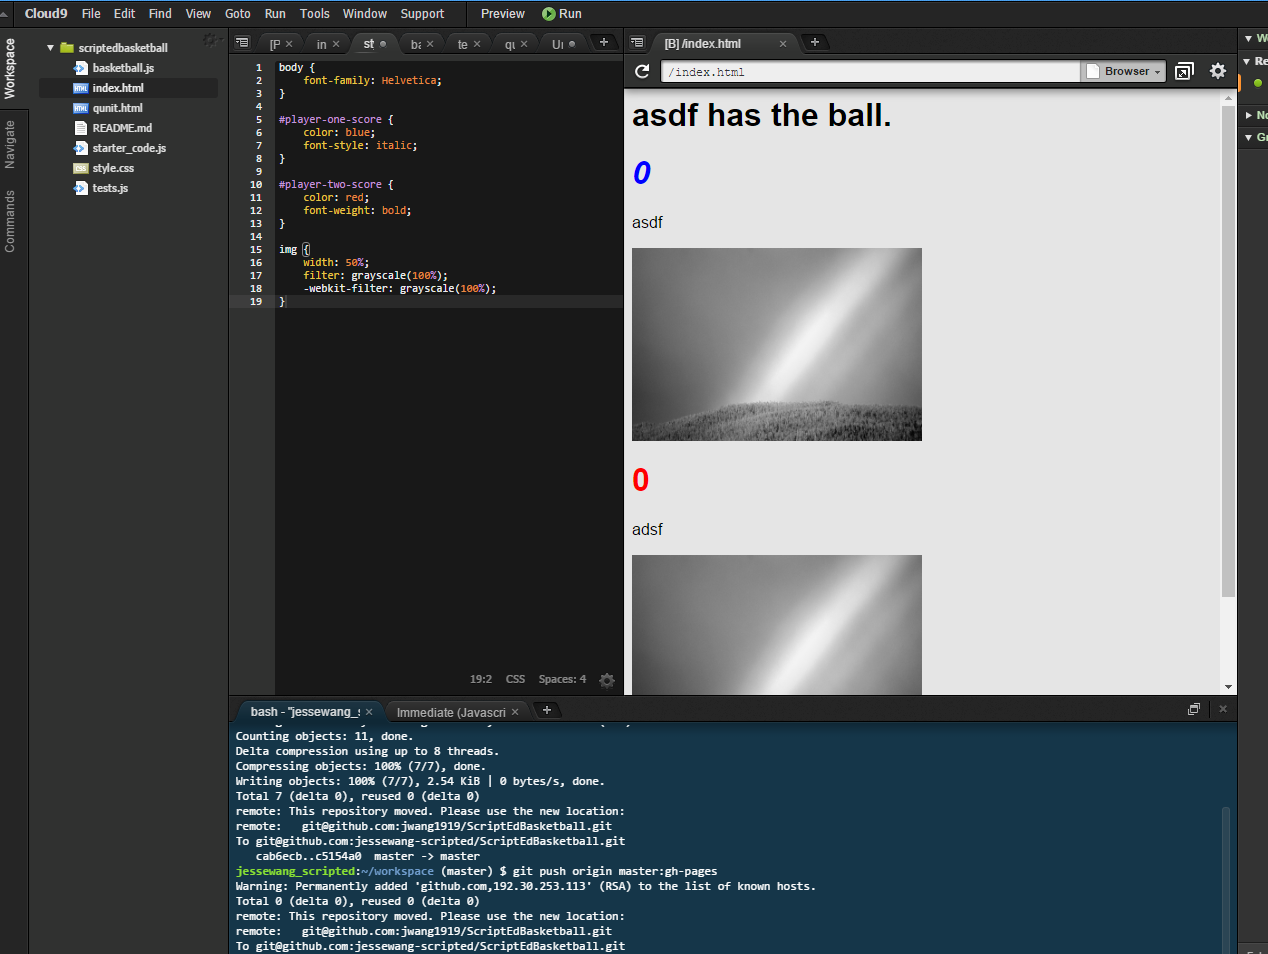 Cloud9 File Edit Find View Goto Run Tools Window Support Preview Run
Workspace
Navigate
Commands
scriptedbasketball
basketball.js
index.html
qunit.html
README.md
starter_code.js
style.css
tests.js
[P in st ba te qu Un
1 body {
2 font-family: Helvetica;
3 }
4
5 #player-one-score {
6 color: blue;
7 font-style: italic;
8 }
9
10 #player-two-score {
11 color: red;
12 font-weight: bold;
13 }
14
15 img {
16 width: 50%;
17 filter: grayscale(100%);
18 -webkit-filter: grayscale(100%);
19 }
19:2 CSS Spaces: 4
[B] /index.html
/index.html Browser
asdf has the ball.
0
asdf
0
adsf
We
Re
No
Gr
bash - "jessewang_s Immediate (Javascri
Counting objects: 11, done.
Delta compression using up to 8 threads.
Compressing objects: 100% (7/7), done.
Writing objects: 100% (7/7), 2.54 KiB | 0 bytes/s, done.
Total 7 (delta 0), reused 0 (delta 0)
remote: This repository moved. Please use the new location:
remote:   git@github.com:jwang1919/ScriptEdBasketball.git
To git@github.com:jessewang-scripted/ScriptEdBasketball.git
   cab6ecb..c5154a0  master -> master
jessewang_scripted:~/workspace (master) $ git push origin master:gh-pages
Warning: Permanently added 'github.com,192.30.253.113' (RSA) to the list of known hosts.
Total 0 (delta 0), reused 0 (delta 0)
remote: This repository moved. Please use the new location:
remote:   git@github.com:jwang1919/ScriptEdBasketball.git
To git@github.com:jessewang-scripted/ScriptEdBasketball.git